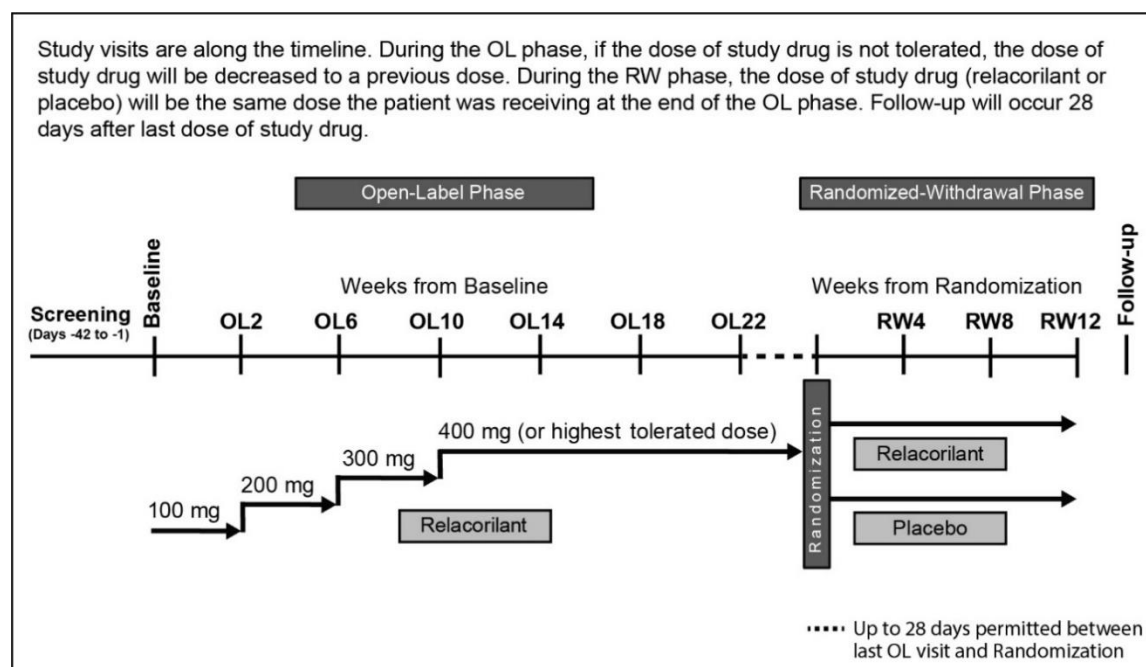 Study visits are along the timeline. During the OL phase, if the dose of study drug is not tolerated, the dose of
study drug will be decreased to a previous dose. During the RW phase, the dose of study drug (relacorilant or
placebo) will be the same dose the patient was receiving at the end of the OL phase. Follow-up will occur 28
days after last dose of study drug.
Open-Label Phase
Randomized-Withdrawal Phase
Baseline
Weeks from Baseline
Weeks from Randomization
Follow-up
Screening
(Days -42 to -1)
OL2
OL6
OL10
OL14
OL18
OL22
RW4
RW8
RW12
100 mg
200 mg
300 mg
400 mg (or highest tolerated dose)
Relacorilant
Randomization
Relacorilant
Placebo
Up to 28 days permitted between
last OL visit and Randomization